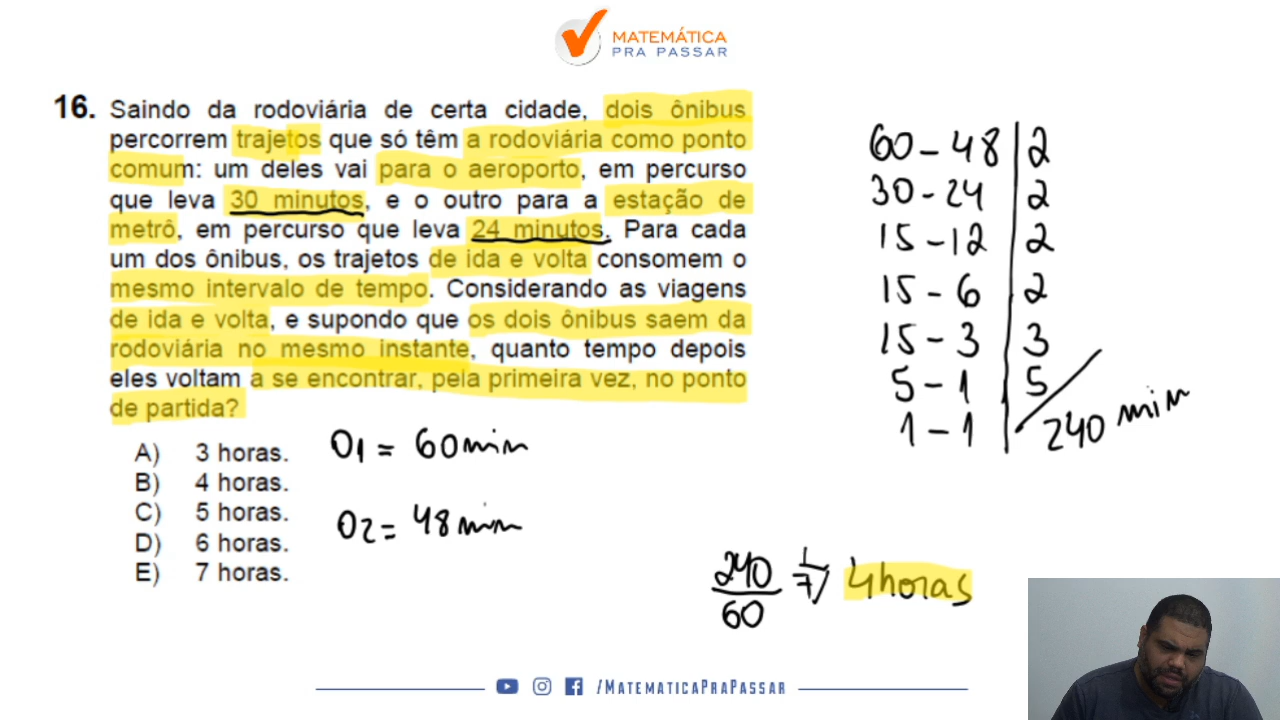 MATEMÁTICA
PRA PASSAR
16. Saindo da rodoviária de certa cidade, dois ônibus
percorrem trajetos que só têm a rodoviária como ponto
comum: um deles vai para o aeroporto, em percurso
que leva 30 minutos, e o outro para a estação de
metrô, em percurso que leva 24 minutos. Para cada
um dos ônibus, os trajetos de ida e volta consomem o
mesmo intervalo de tempo. Considerando as viagens
de ida e volta, e supondo que os dois ônibus saem da
rodoviária no mesmo instante, quanto tempo depois
eles voltam a se encontrar, pela primeira vez, no ponto
de partida?
A) 3 horas.
B) 4 horas.
C) 5 horas.
D) 6 horas.
E) 7 horas.
O1 = 60min
O2 = 48min
60 - 48 | 2
30 - 24 | 2
15 - 12 | 2
15 - 6 | 2
15 - 3 | 3
5 - 1 | 5
1 - 1 | 240 min
240
60
4horas
/MATEMATICAPRAPASSAR